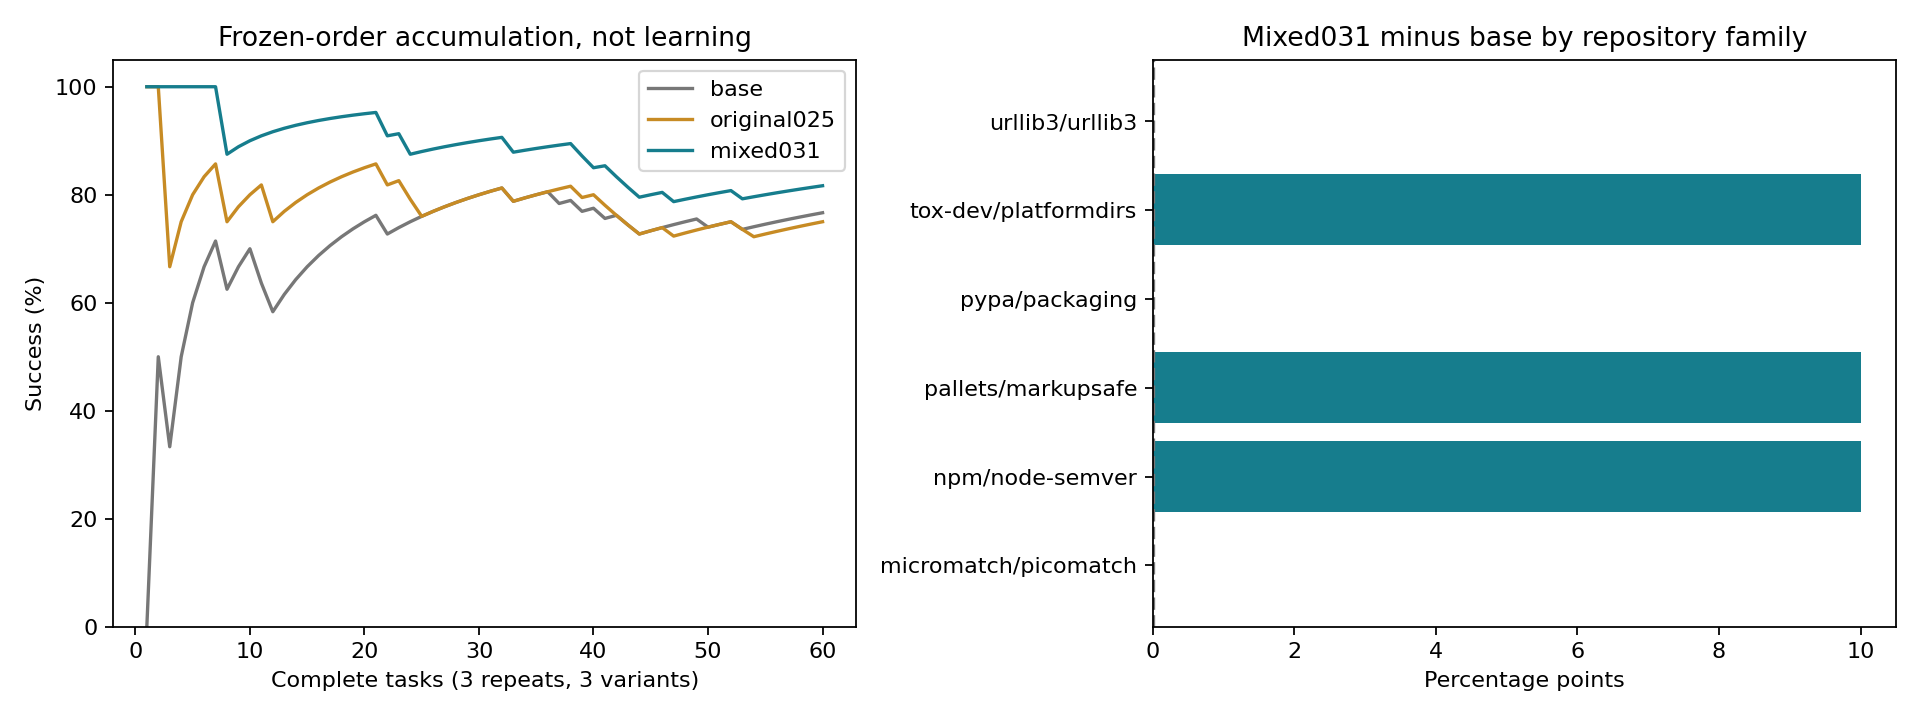 Frozen-order accumulation, not learning
base
original025
mixed031
100
80
60
40
20
0
Success (%)
0 10 20 30 40 50 60
Complete tasks (3 repeats, 3 variants)
Mixed031 minus base by repository family
urllib3/urllib3
tox-dev/platformdirs
pypa/packaging
pallets/markupsafe
npm/node-semver
micromatch/picomatch
0 2 4 6 8 10
Percentage points